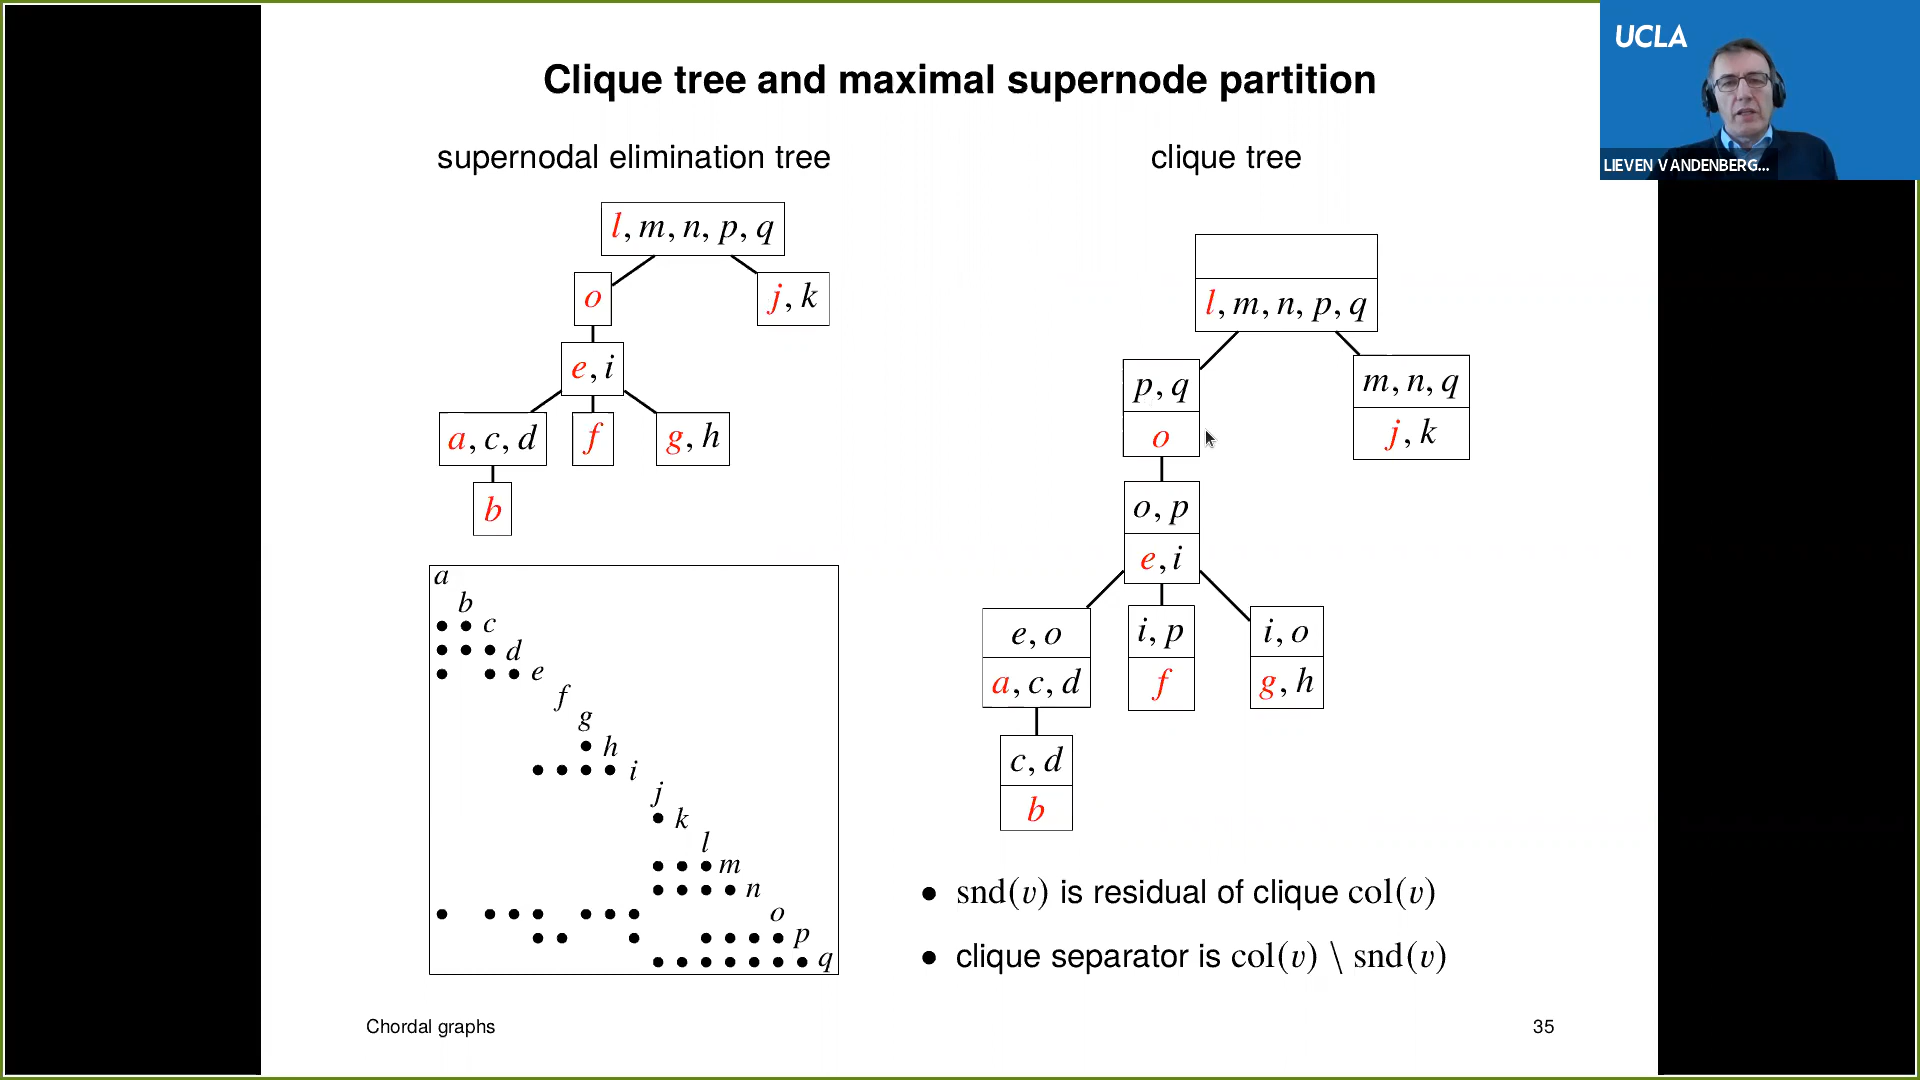 UCLA
LIEVEN VANDENBERG...
Clique tree and maximal supernode partition
supernodal elimination tree
l, m, n, p, q
o
j, k
e, i
a, c, d
f
g, h
b
a
b
c
d
e
f
g
h
i
j
k
l
m
n
o
p
q
clique tree
l, m, n, p, q
p, q
o
m, n, q
j, k
o, p
e, i
e, o
a, c, d
i, p
f
i, o
g, h
c, d
b
• snd(v) is residual of clique col(v)
• clique separator is col(v) \ snd(v)
Chordal graphs
35